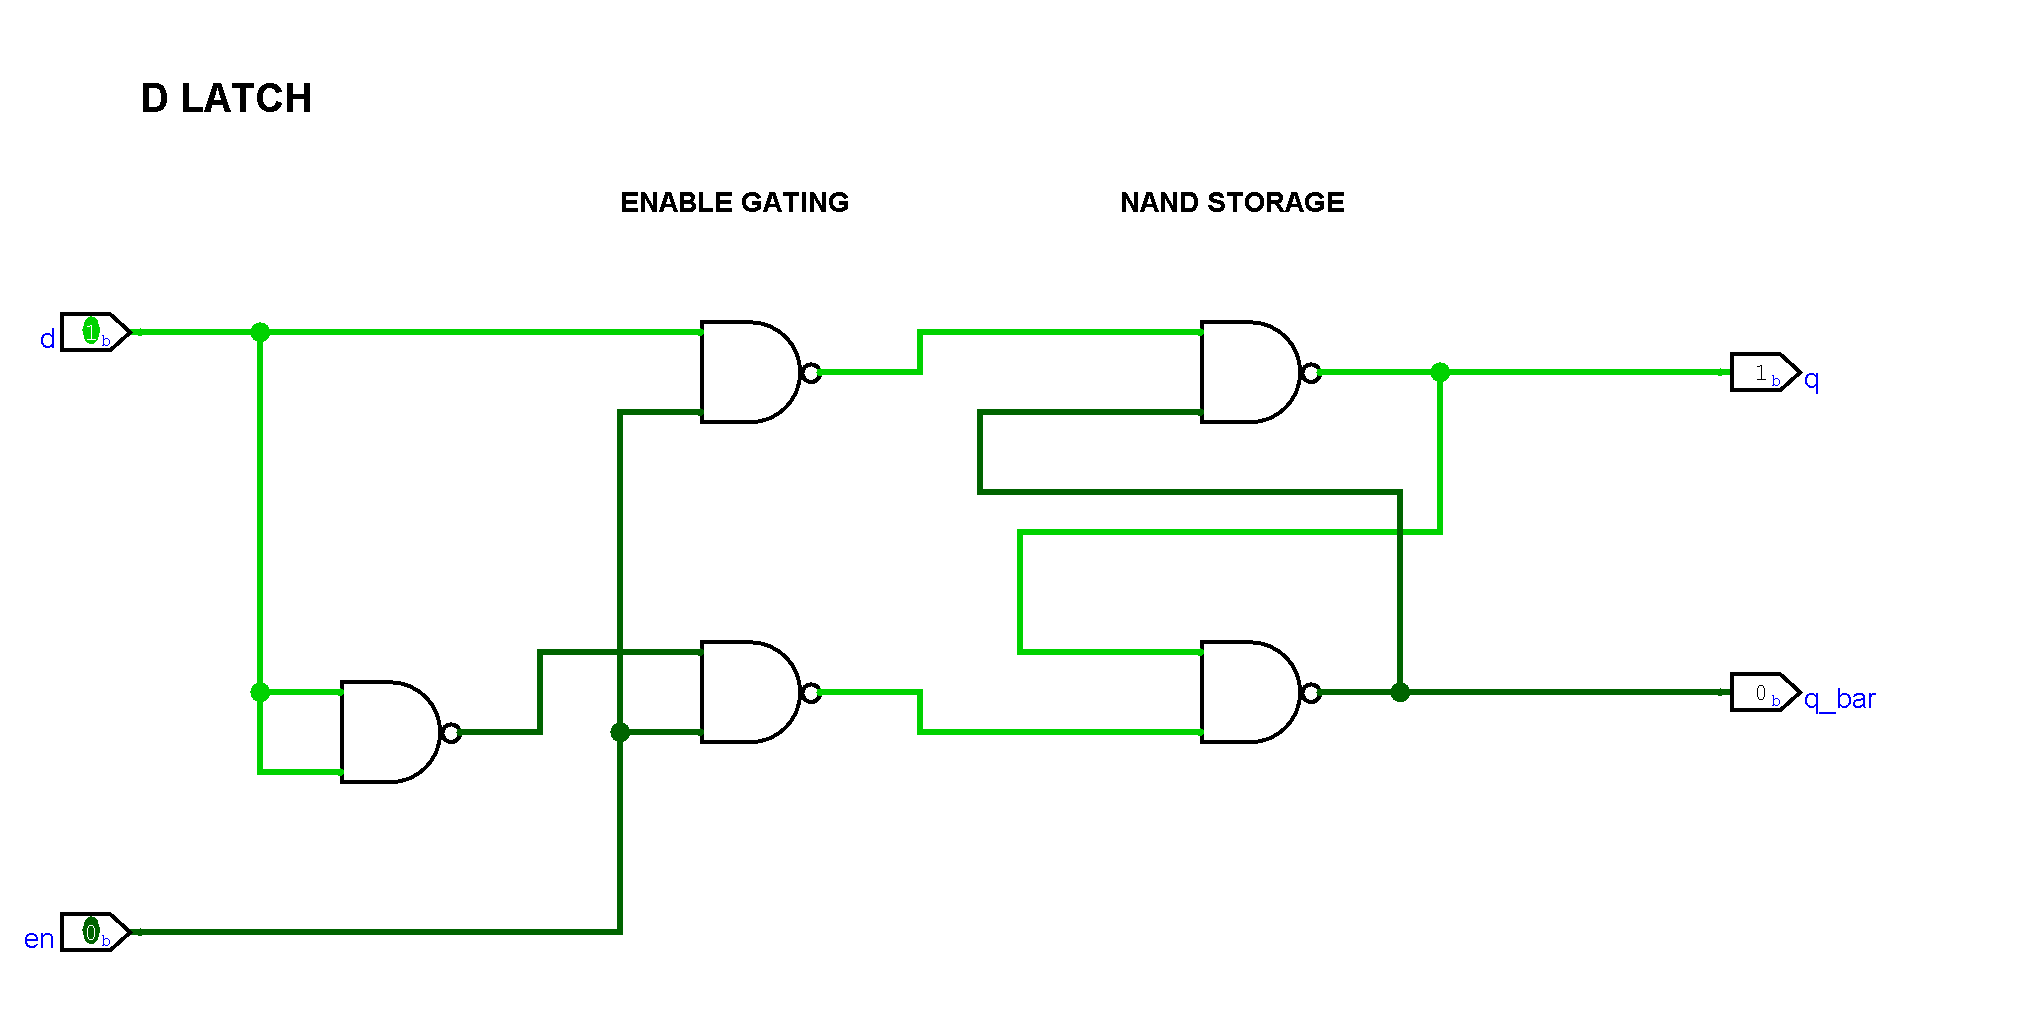 D LATCH
ENABLE GATING
NAND STORAGE
d
1b
1b
q
0b
q_bar
en
0b